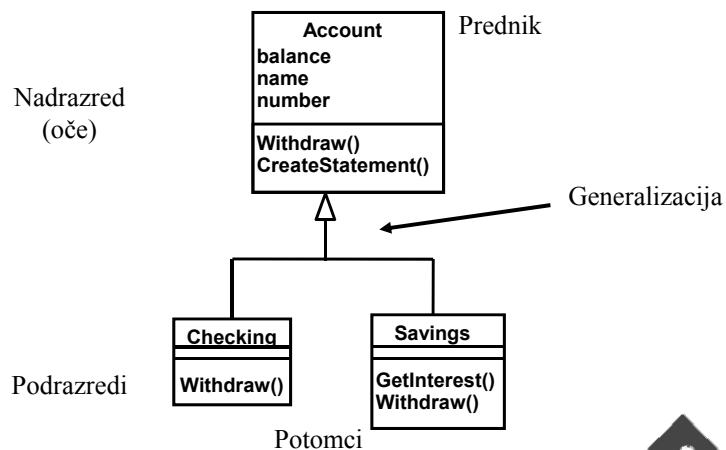 Account
Prednik
balance
name
number
Nadrazred
(oče)
Withdraw()
CreateStatement()
Generalizacija
Checking
Savings
Podrazredi
Withdraw()
GetInterest()
Withdraw()
Potomci